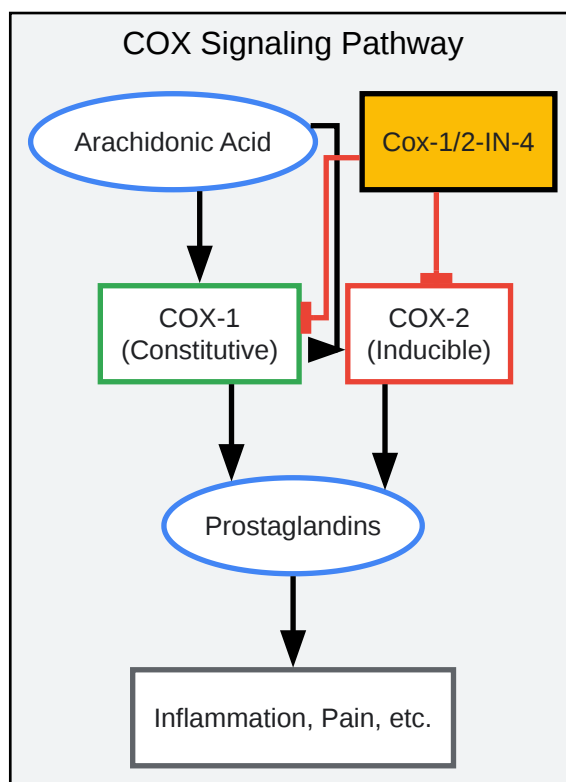 COX Signaling Pathway
Arachidonic Acid
Cox-1/2-IN-4
COX-1
(Constitutive)
COX-2
(Inducible)
Prostaglandins
Inflammation, Pain, etc.